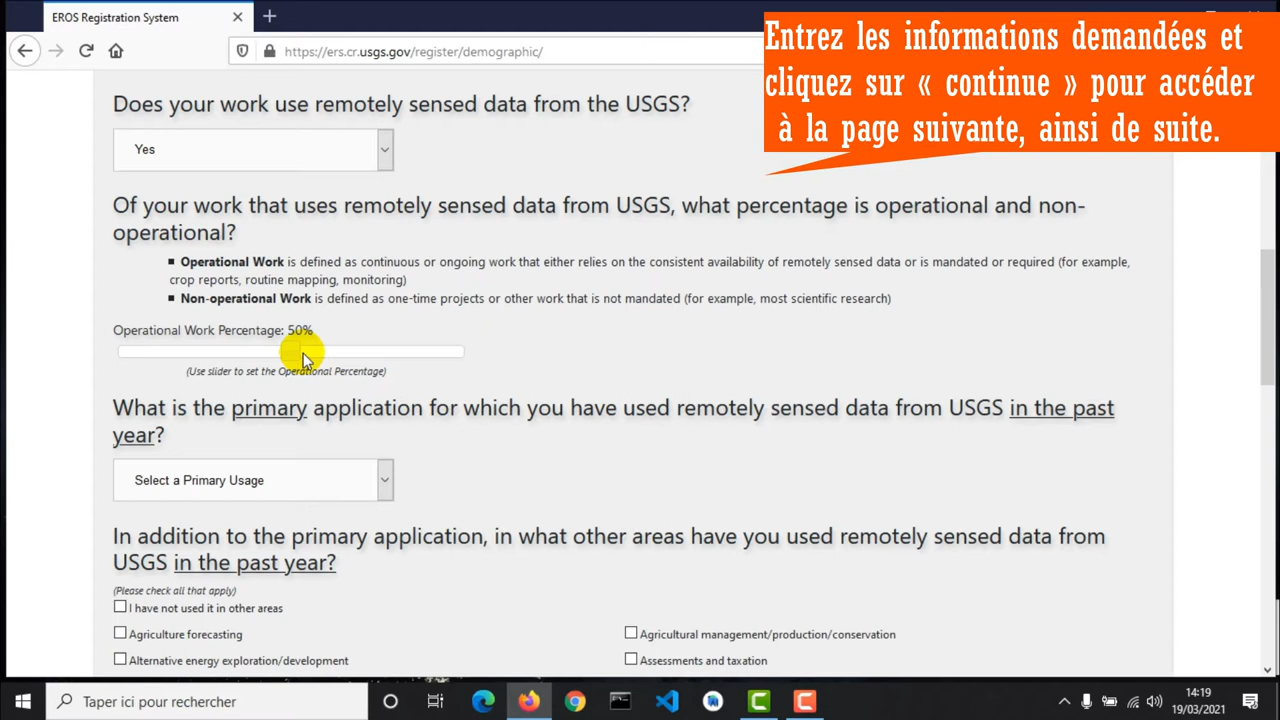 EROS Registration System
https://ers.cr.usgs.gov/register/demographic/
Entrez les informations demandées et
cliquez sur « continue » pour accéder
à la page suivante, ainsi de suite.
Does your work use remotely sensed data from the USGS?
Yes
Of your work that uses remotely sensed data from USGS, what percentage is operational and non-
operational?
Operational Work is defined as continuous or ongoing work that either relies on the consistent availability of remotely sensed data or is mandated or required (for example,
crop reports, routine mapping, monitoring)
Non-operational Work is defined as one-time projects or other work that is not mandated (for example, most scientific research)
Operational Work Percentage: 50%
(Use slider to set the Operational Percentage)
What is the primary application for which you have used remotely sensed data from USGS in the past
year?
Select a Primary Usage
In addition to the primary application, in what other areas have you used remotely sensed data from
USGS in the past year?
(Please check all that apply)
I have not used it in other areas
Agriculture forecasting
Agricultural management/production/conservation
Alternative energy exploration/development
Assessments and taxation
Taper ici pour rechercher
14:19
19/03/2021